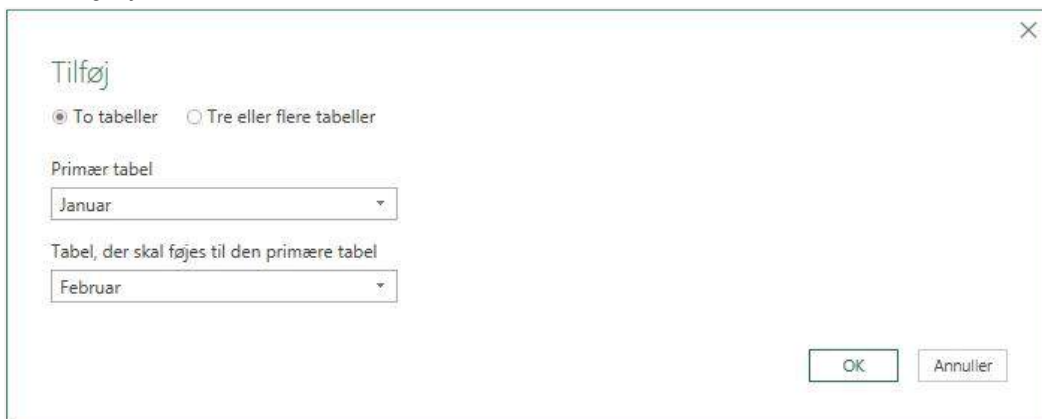 Tilføj
To tabeller Tre eller flere tabeller
Primær tabel
Januar
Tabel, der skal føjes til den primære tabel
Februar
OK Annuller